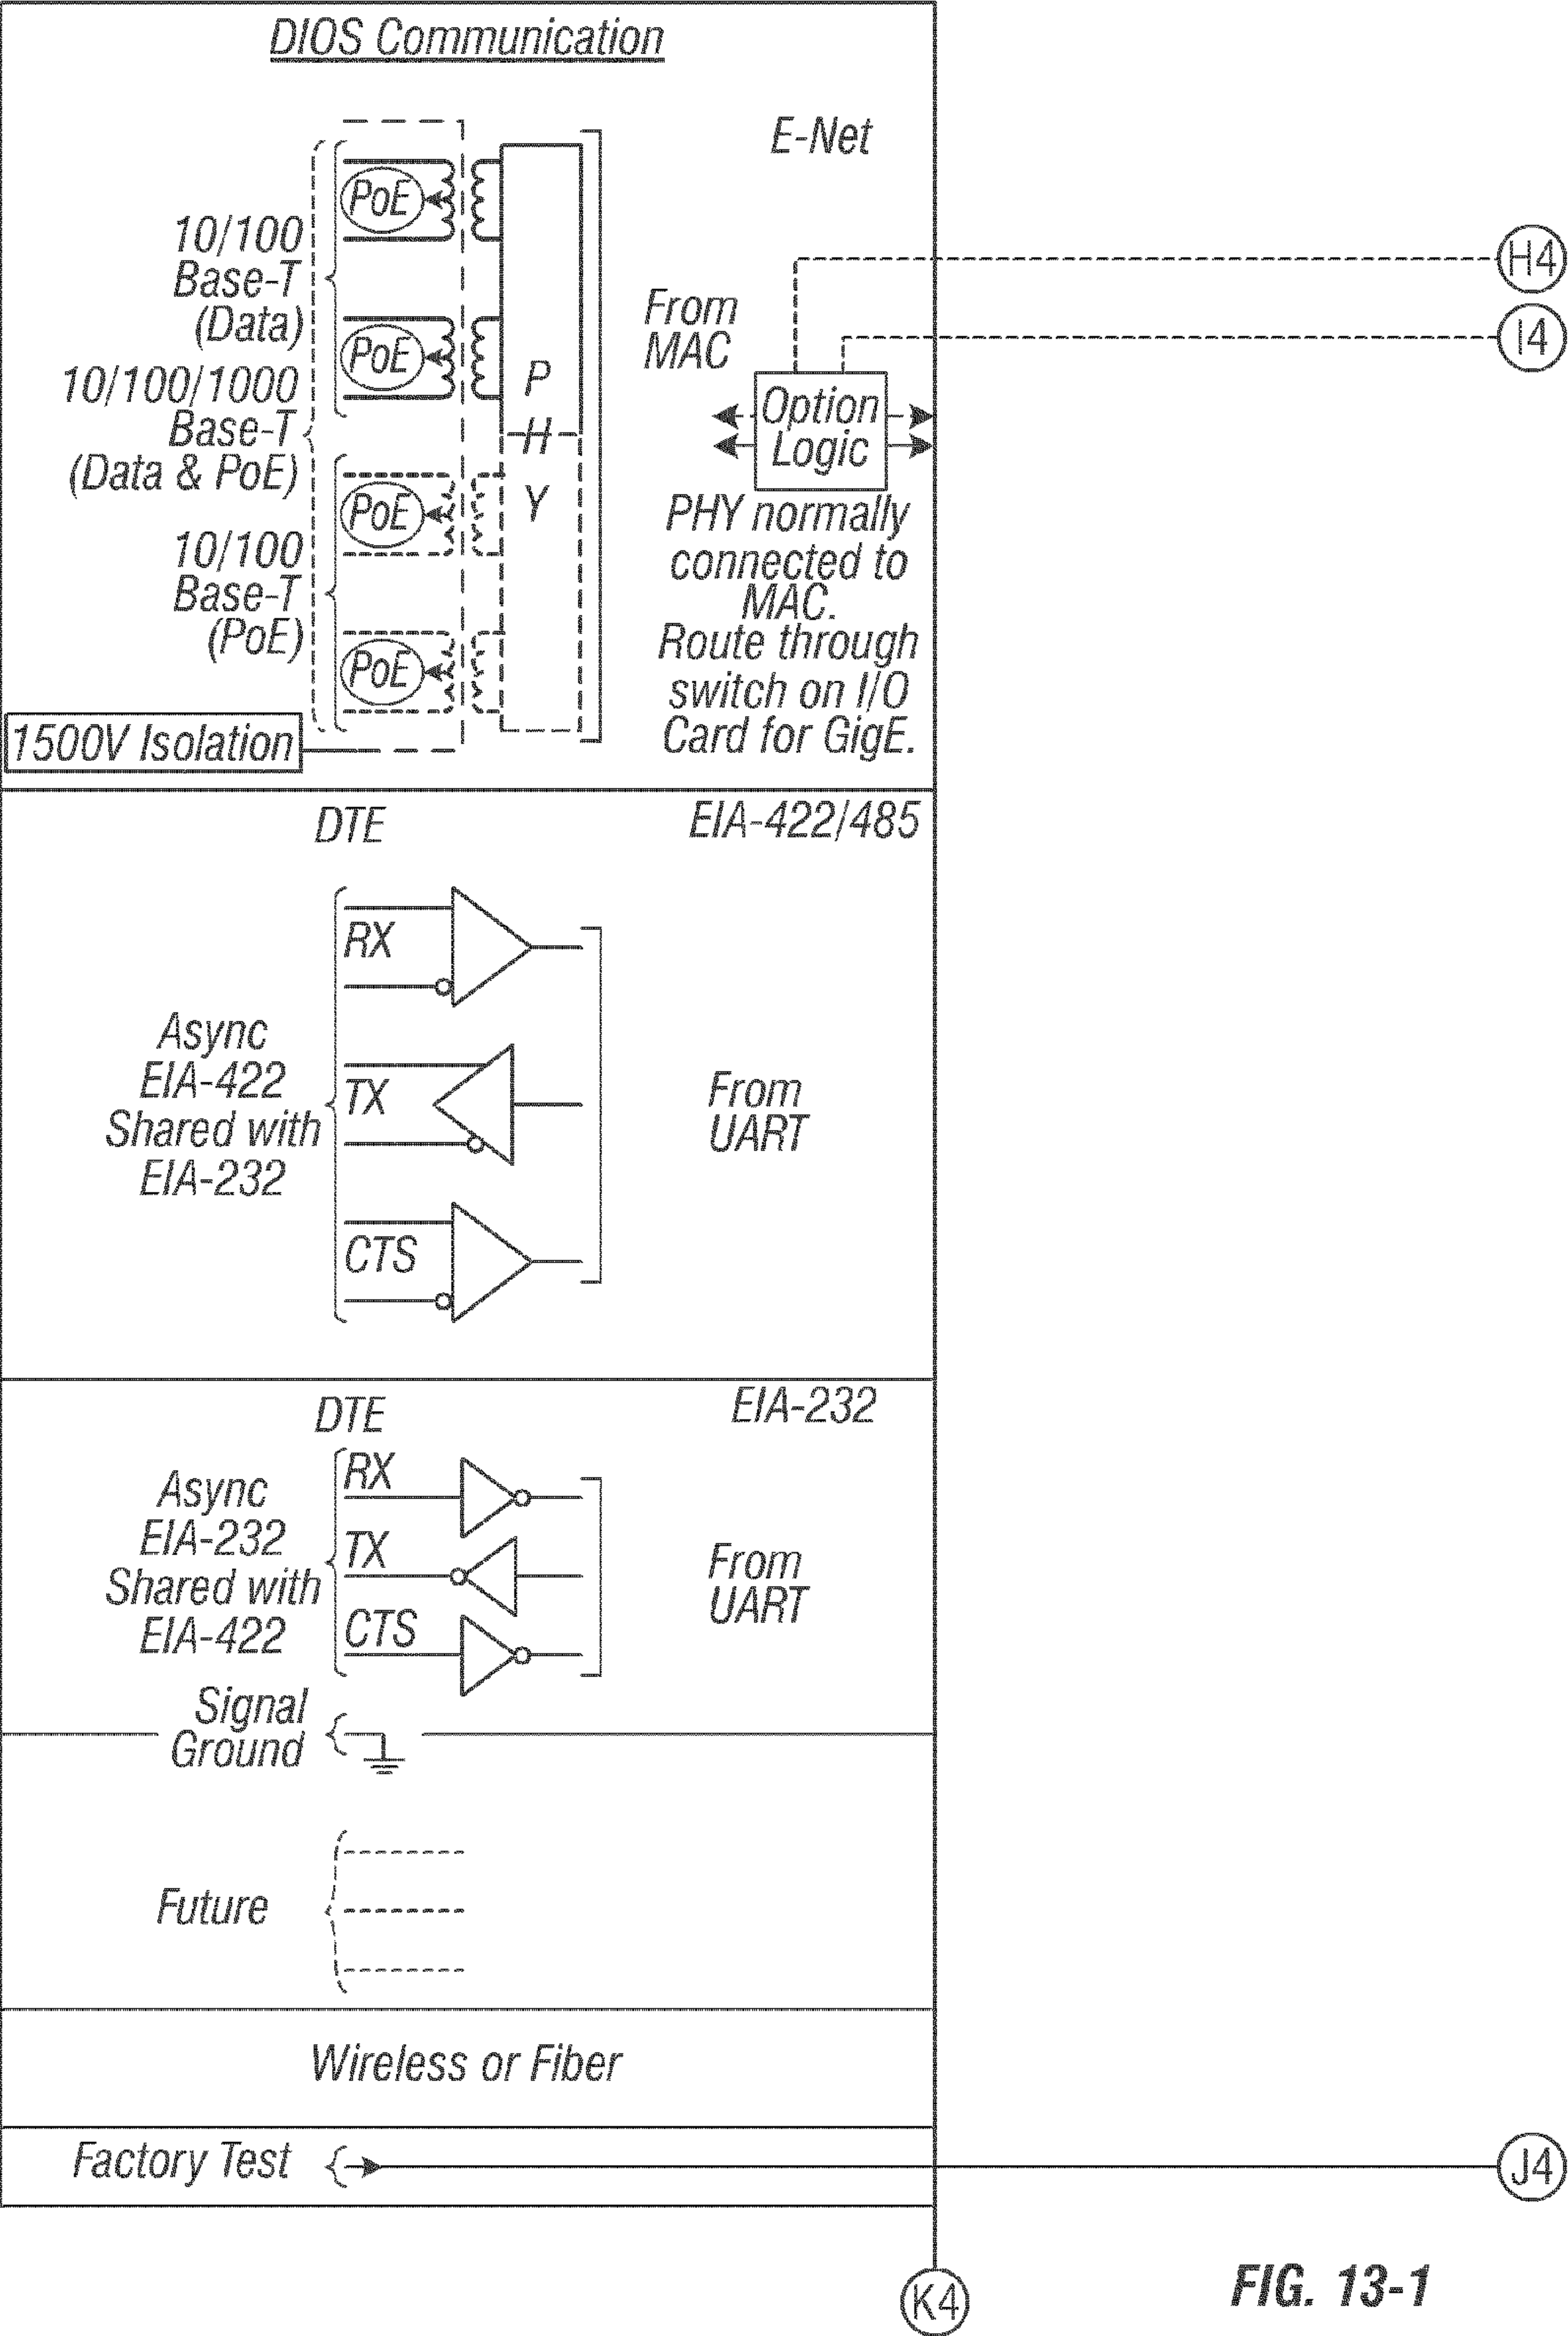 DIOS Communication
E-Net
PoE
10/100
Base-T
(Data)
PoE
10/100/1000
Base-T
(Data & PoE)
PoE
10/100
Base-T
(PoE)
PoE
1500V Isolation
P
H
Y
From
MAC
H4
I4
Option
Logic
PHY normally
connected to
MAC.
Route through
switch on I/O
Card for GigE.
DTE
EIA-422/485
RX
TX
CTS
Async
EIA-422
Shared with
EIA-232
From
UART
DTE
EIA-232
RX
TX
CTS
Async
EIA-232
Shared with
EIA-422
From
UART
Signal
Ground
Future
Wireless or Fiber
Factory Test
J4
K4
FIG. 13-1